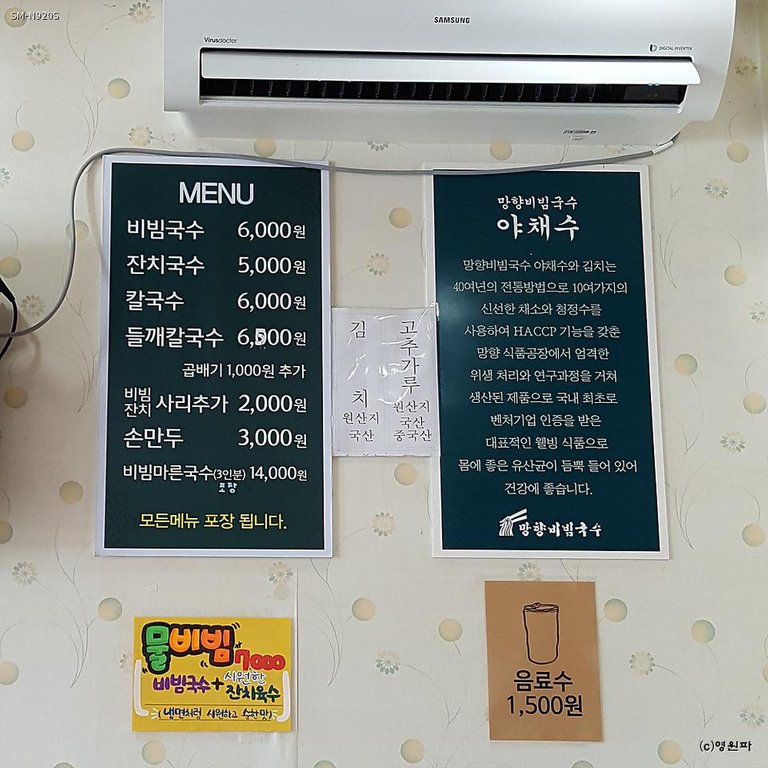 SM-N920S
SAMSUNG
Virusdoctor
DIGITAL INVERTER
MENU
비빔국수 6,000원
잔치국수 5,000원
칼국수 6,000원
들깨칼국수 6,500원
곱배기 1,000원 추가
비빔 잔치 사리추가 2,000원
손만두 3,000원
비빔마른국수(3인분) 14,000원
포장
모든메뉴 포장 됩니다.
김치
원산지
국산
고추가루
원산지
국산
중국산
망향비빔국수
야채수
망향비빔국수 야채수와 김치는
40여년의 전통방법으로 10여가지의
신선한 채소와 청정수를
사용하여 HACCP 기능을 갖춘
망향 식품공장에서 엄격한
위생 처리와 연구과정을 거쳐
생산된 제품으로 국내 최초로
벤처기업 인증을 받은
대표적인 웰빙 식품으로
몸에 좋은 유산균이 듬뿍 들어 있어
건강에 좋습니다.
망향비빔국수
물비빔 7000
비빔국수+시원한 잔치육수
(냉면처럼 시원하고 순한맛)
음료수
1,500원
(c)영원파